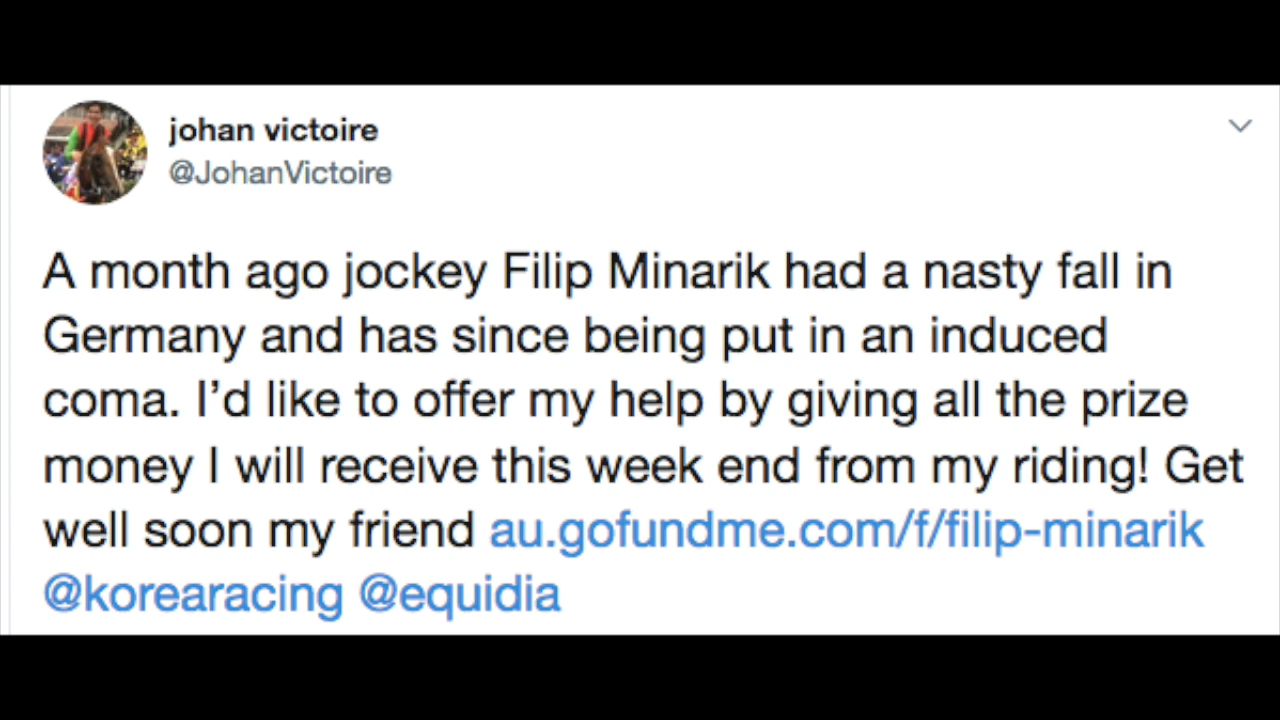 johan victoire
@JohanVictoire
A month ago jockey Filip Minarik had a nasty fall in
Germany and has since being put in an induced
coma. I’d like to offer my help by giving all the prize
money I will receive this week end from my riding! Get
well soon my friend au.gofundme.com/f/filip-minarik
@korearacing @equidia